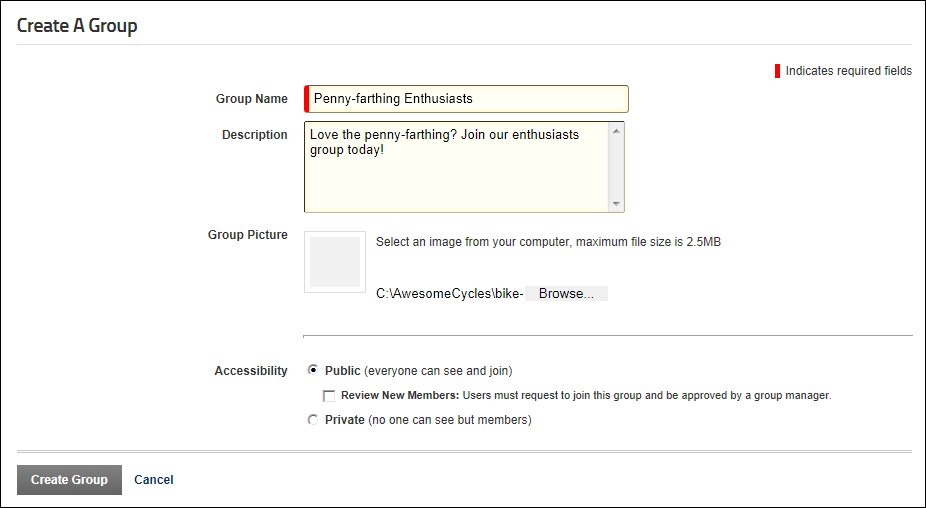 Create A Group
Indicates required fields
Group Name
Penny-farthing Enthusiasts
Description
Love the penny-farthing? Join our enthusiasts
group today!
Group Picture
Select an image from your computer, maximum file size is 2.5MB
C:\AwesomeCycles\bike- Browse...
Accessibility
Public (everyone can see and join)
Review New Members: Users must request to join this group and be approved by a group manager.
Private (no one can see but members)
Create Group Cancel